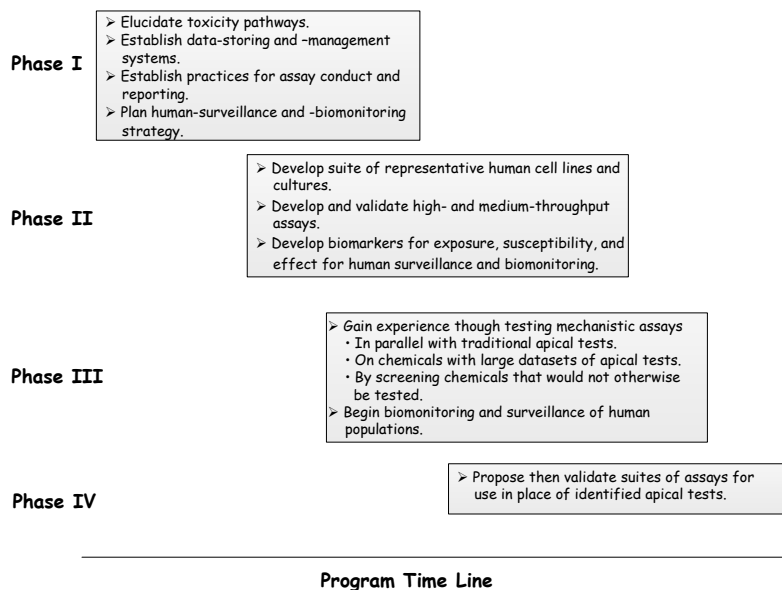 Phase I
➢ Elucidate toxicity pathways.
➢ Establish data-storing and –management
systems.
➢ Establish practices for assay conduct and
reporting.
➢ Plan human-surveillance and -biomonitoring
strategy.
Phase II
➢ Develop suite of representative human cell lines and
cultures.
➢ Develop and validate high- and medium-throughput
assays.
➢ Develop biomarkers for exposure, susceptibility, and
effect for human surveillance and biomonitoring.
Phase III
➢ Gain experience though testing mechanistic assays
• In parallel with traditional apical tests.
• On chemicals with large datasets of apical tests.
• By screening chemicals that would not otherwise
be tested.
➢ Begin biomonitoring and surveillance of human
populations.
Phase IV
➢ Propose then validate suites of assays for
use in place of identified apical tests.
Program Time Line